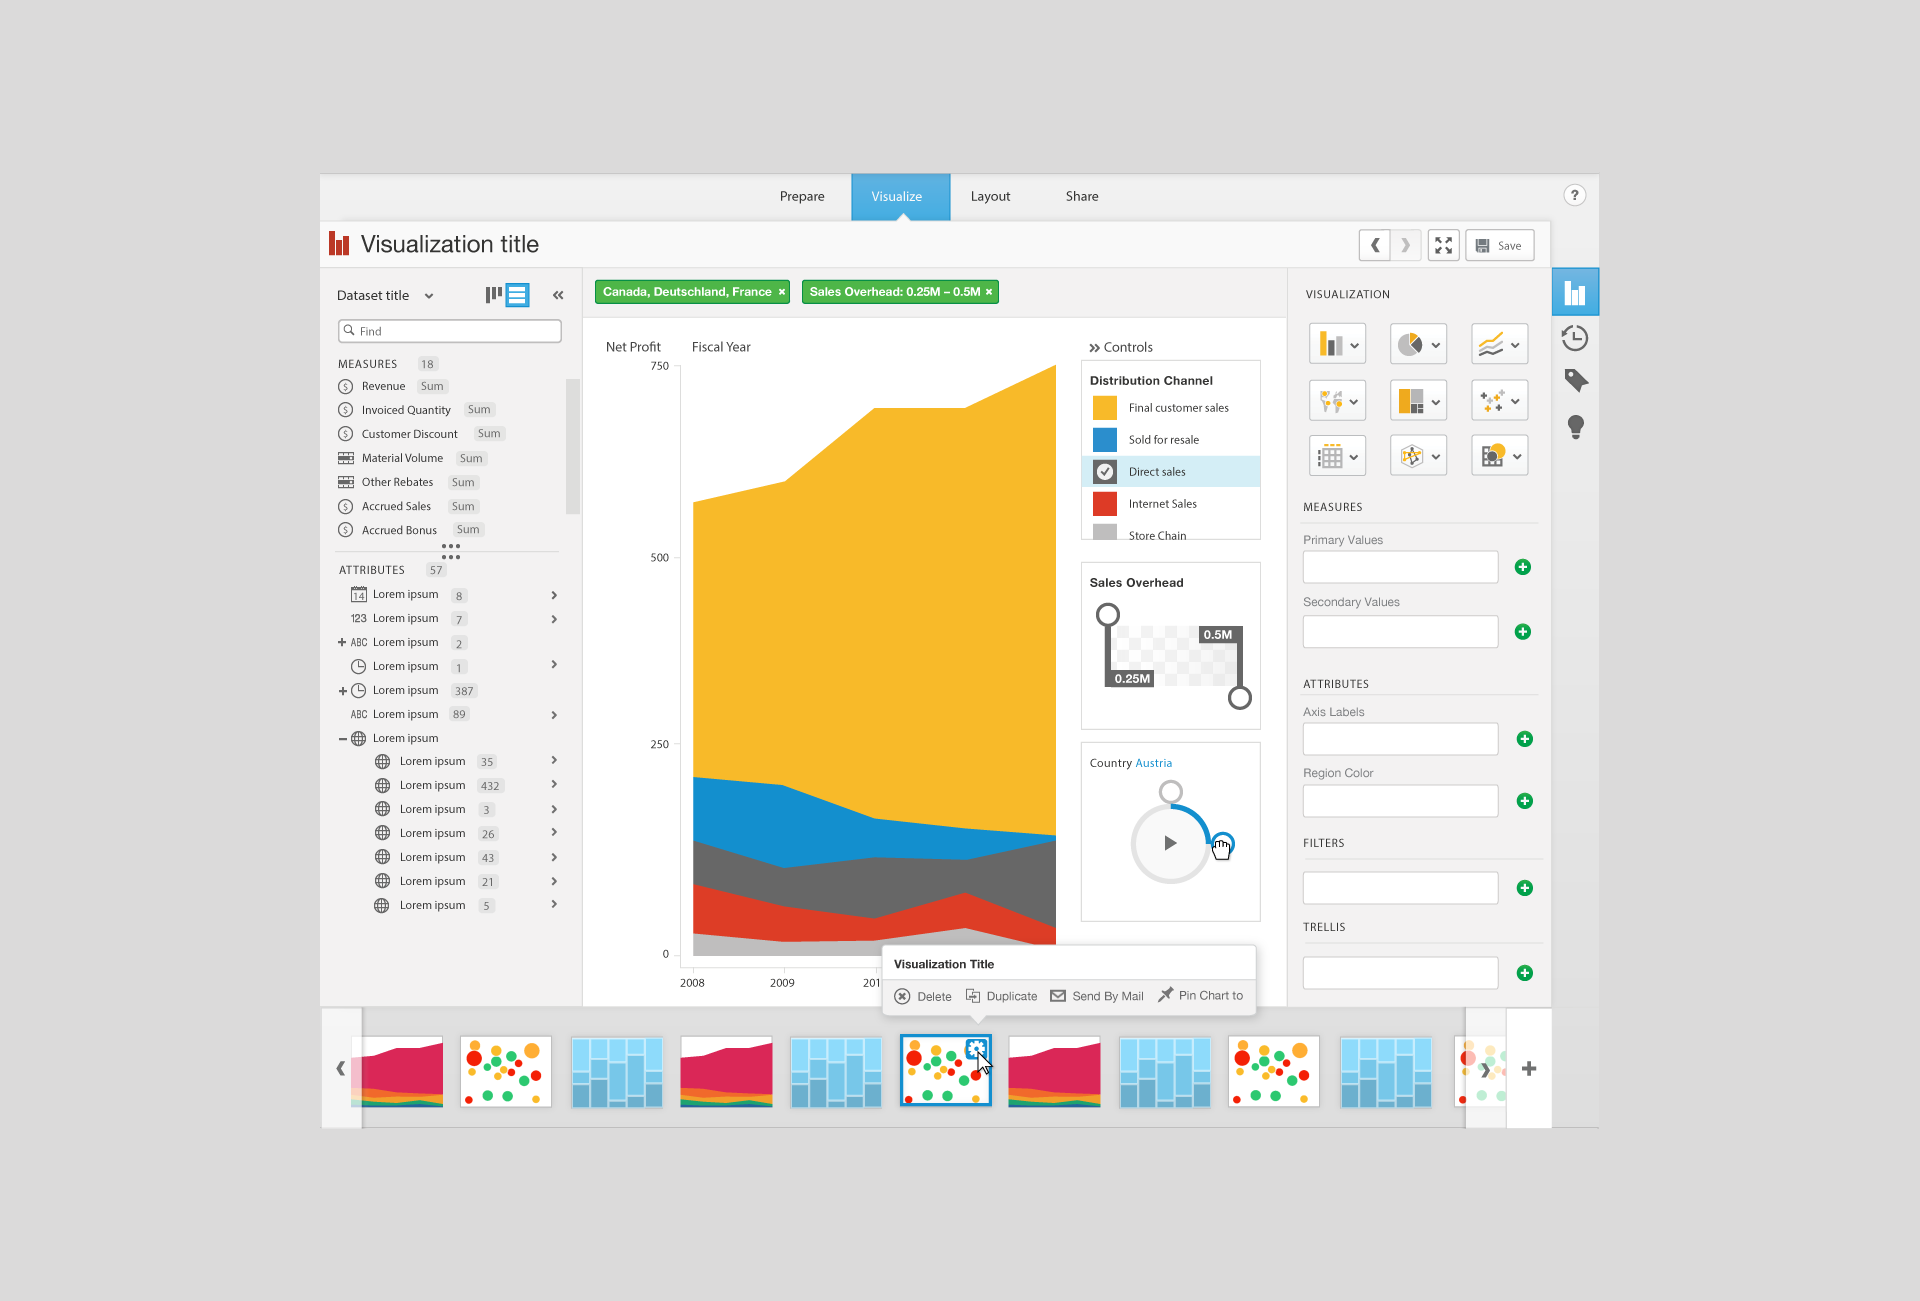 Prepare
Visualize
Layout
Share
?
Visualization title
Save
Dataset title
Find
MEASURES 18
Revenue Sum
Invoiced Quantity Sum
Customer Discount Sum
Material Volume Sum
Other Rebates Sum
Accrued Sales Sum
Accrued Bonus Sum
ATTRIBUTES 57
14 Lorem ipsum 8
123 Lorem ipsum 7
ABC Lorem ipsum 2
Lorem ipsum 1
Lorem ipsum 387
ABC Lorem ipsum 89
Lorem ipsum
Lorem ipsum 35
Lorem ipsum 432
Lorem ipsum 3
Lorem ipsum 26
Lorem ipsum 43
Lorem ipsum 21
Lorem ipsum 5
Canada, Deutschland, France ×
Sales Overhead: 0.25M – 0.5M ×
Net Profit
Fiscal Year
750
500
250
0
2008
2009
201
Controls
Distribution Channel
Final customer sales
Sold for resale
Direct sales
Internet Sales
Store Chain
Sales Overhead
0.5M
0.25M
Country Austria
Visualization Title
Delete
Duplicate
Send By Mail
Pin Chart to
VISUALIZATION
MEASURES
Primary Values
Secondary Values
ATTRIBUTES
Axis Labels
Region Color
FILTERS
TRELLIS